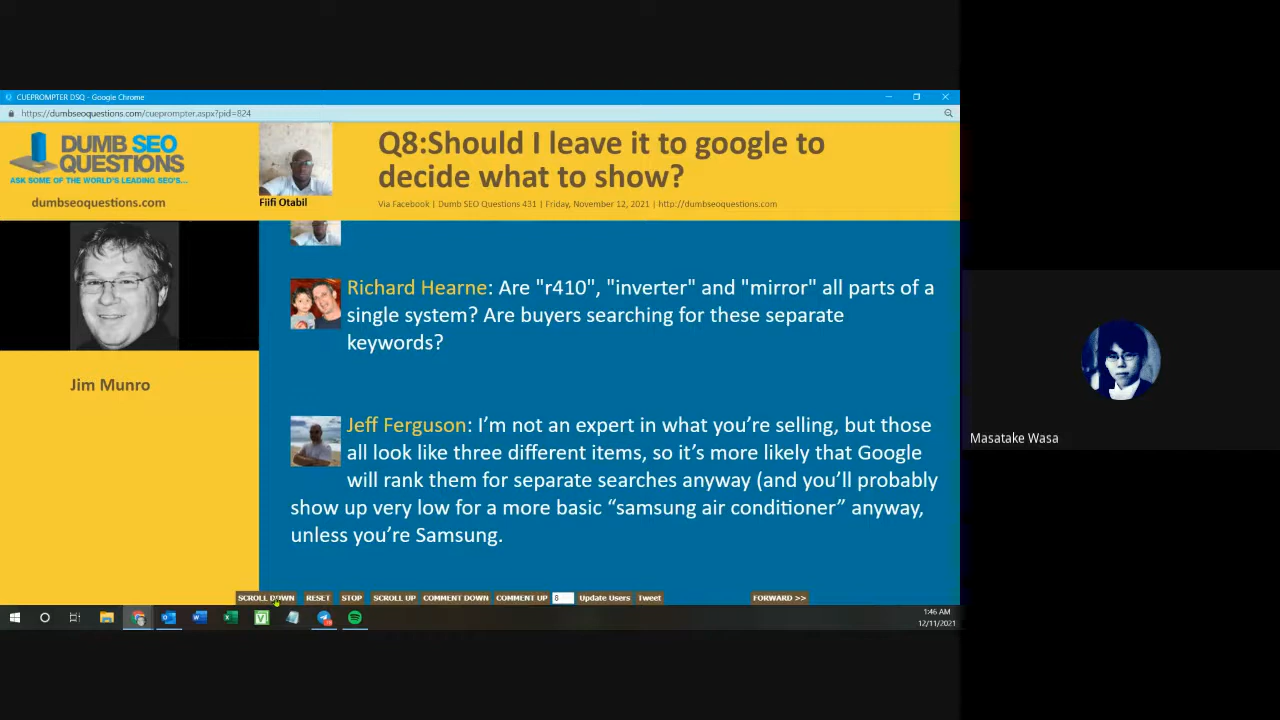 CUEPROMPTER DSQ - Google Chrome
https://dumbseoquestions.com/cueprompter.aspx?pid=824
DUMB SEO
QUESTIONS
ASK SOME OF THE WORLD'S LEADING SEO'S...
dumbseoquestions.com
Fiifi Otabil
Q8:Should I leave it to google to
decide what to show?
Via Facebook | Dumb SEO Questions 431 | Friday, November 12, 2021 | http://dumbseoquestions.com
Jim Munro
Richard Hearne: Are "r410", "inverter" and "mirror" all parts of a
single system? Are buyers searching for these separate
keywords?
Jeff Ferguson: I’m not an expert in what you’re selling, but those
all look like three different items, so it’s more likely that Google
will rank them for separate searches anyway (and you’ll probably
show up very low for a more basic “samsung air conditioner” anyway,
unless you’re Samsung.
SCROLL DOWN RESET STOP SCROLL UP COMMENT DOWN COMMENT UP 8 Update Users Tweet FORWARD >>
1:46 AM
12/11/2021
Masatake Wasa